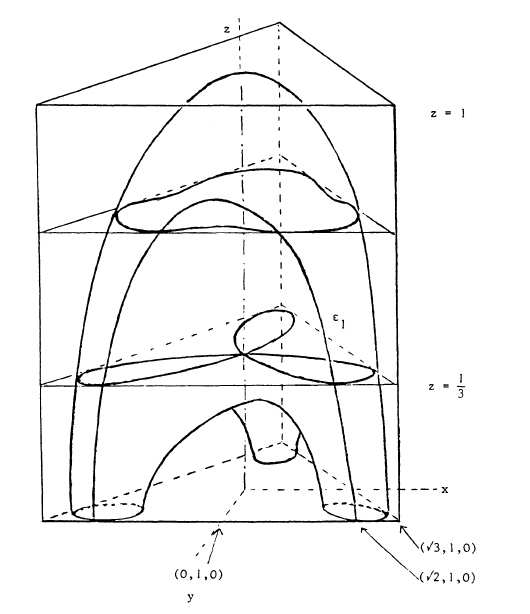 z
z = 1
ε₁
z = 1/3
x
(√3,1,0)
(0,1,0)
(√2,1,0)
y